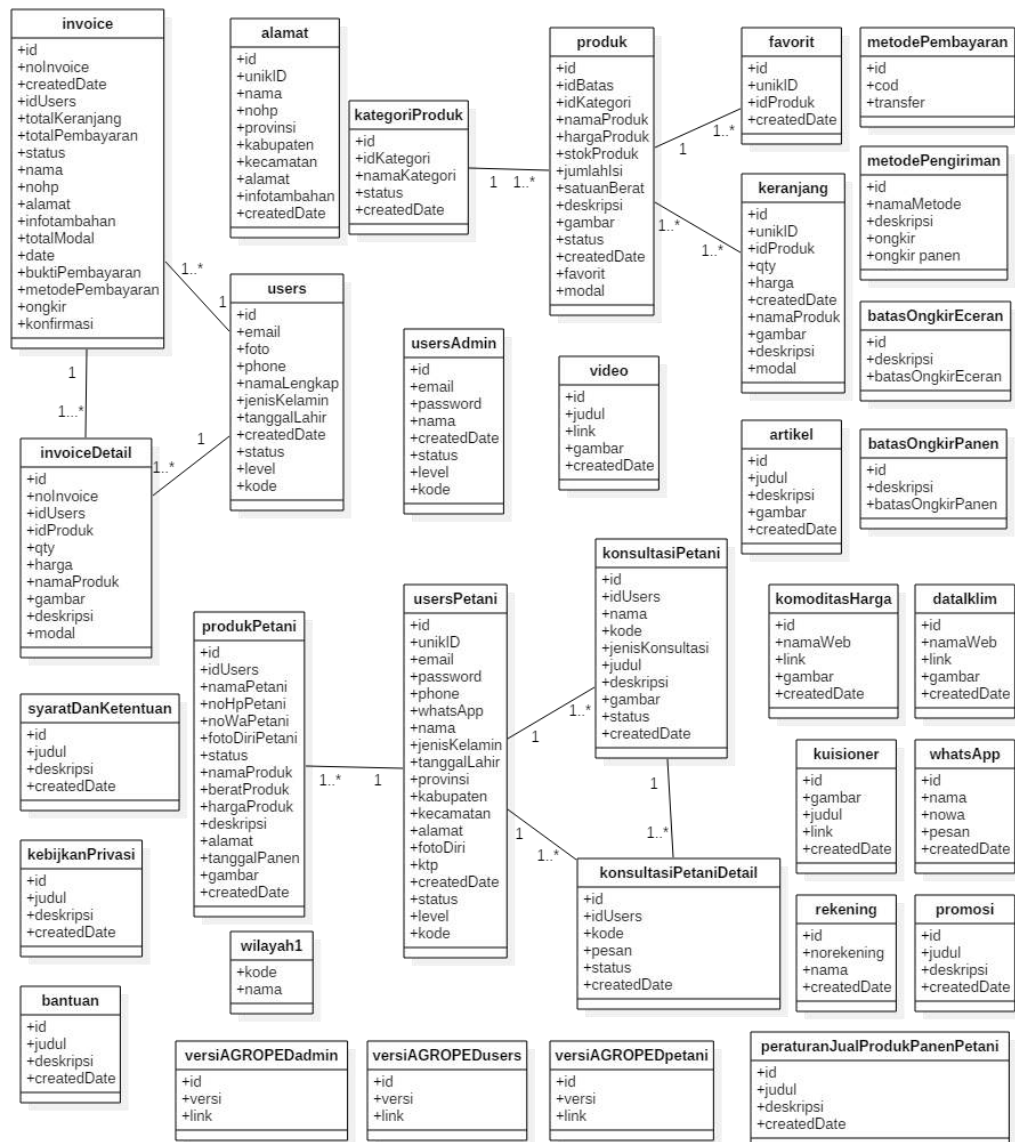 invoice
+id
+noInvoice
+createdDate
+idUsers
+totalKeranjang
+totalPembayaran
+status
+nama
+nohp
+alamat
+infotambahan
+totalModal
+date
+buktiPembayaran
+metodePembayaran
+ongkir
+konfirmasi
alamat
+id
+unikID
+nama
+nohp
+provinsi
+kabupaten
+kecamatan
+alamat
+infotambahan
+createdDate
kategoriProduk
+id
+idKategori
+namaKategori
+status
+createdDate
1
1..*
produk
+id
+idBatas
+idKategori
+namaProduk
+hargaProduk
+stokProduk
+jumlahIsi
+satuanBerat
+deskripsi
+gambar
+status
+createdDate
+favorit
+modal
1
1..*
1..*
1..*
favorit
+id
+unikID
+idProduk
+createdDate
metodePembayaran
+id
+cod
+transfer
keranjang
+id
+unikID
+idProduk
+qty
+harga
+createdDate
+namaProduk
+gambar
+deskripsi
+modal
metodePengiriman
+id
+namaMetode
+deskripsi
+ongkir
+ongkir panen
1..*
1
users
+id
+email
+foto
+phone
+namaLengkap
+jenisKelamin
+tanggalLahir
+createdDate
+status
+level
+kode
usersAdmin
+id
+email
+password
+nama
+createdDate
+status
+level
+kode
video
+id
+judul
+link
+gambar
+createdDate
batasOngkirEceran
+id
+deskripsi
+batasOngkirEceran
artikel
+id
+judul
+deskripsi
+gambar
+createdDate
batasOngkirPanen
+id
+deskripsi
+batasOngkirPanen
1
1...*
1
1..*
invoiceDetail
+id
+noInvoice
+idUsers
+idProduk
+qty
+harga
+namaProduk
+gambar
+deskripsi
+modal
produkPetani
+id
+idUsers
+namaPetani
+noHpPetani
+noWaPetani
+fotoDiriPetani
+status
+namaProduk
+beratProduk
+hargaProduk
+deskripsi
+alamat
+tanggalPanen
+gambar
+createdDate
1..*
1
usersPetani
+id
+unikID
+email
+password
+phone
+whatsApp
+nama
+jenisKelamin
+tanggalLahir
+provinsi
+kabupaten
+kecamatan
+alamat
+fotoDiri
+ktp
+createdDate
+status
+level
+kode
1
1..*
1
1..*
konsultasiPetani
+id
+idUsers
+nama
+kode
+jenisKonsultasi
+judul
+deskripsi
+gambar
+status
+createdDate
1
1..*
konsultasiPetaniDetail
+id
+idUsers
+kode
+pesan
+status
+createdDate
komoditasHarga
+id
+namaWeb
+link
+gambar
+createdDate
dataIklim
+id
+namaWeb
+link
+gambar
+createdDate
syaratDanKetentuan
+id
+judul
+deskripsi
+createdDate
kuisioner
+id
+gambar
+judul
+link
+createdDate
whatsApp
+id
+nama
+nowa
+pesan
+createdDate
kebijkanPrivasi
+id
+judul
+deskripsi
+createdDate
rekening
+id
+norekening
+nama
+createdDate
promosi
+id
+judul
+deskripsi
+createdDate
wilayah1
+kode
+nama
bantuan
+id
+judul
+deskripsi
+createdDate
versiAGROPEDadmin
+id
+versi
+link
versiAGROPEDusers
+id
+versi
+link
versiAGROPEDpetani
+id
+versi
+link
peraturanJualProdukPanenPetani
+id
+judul
+deskripsi
+createdDate